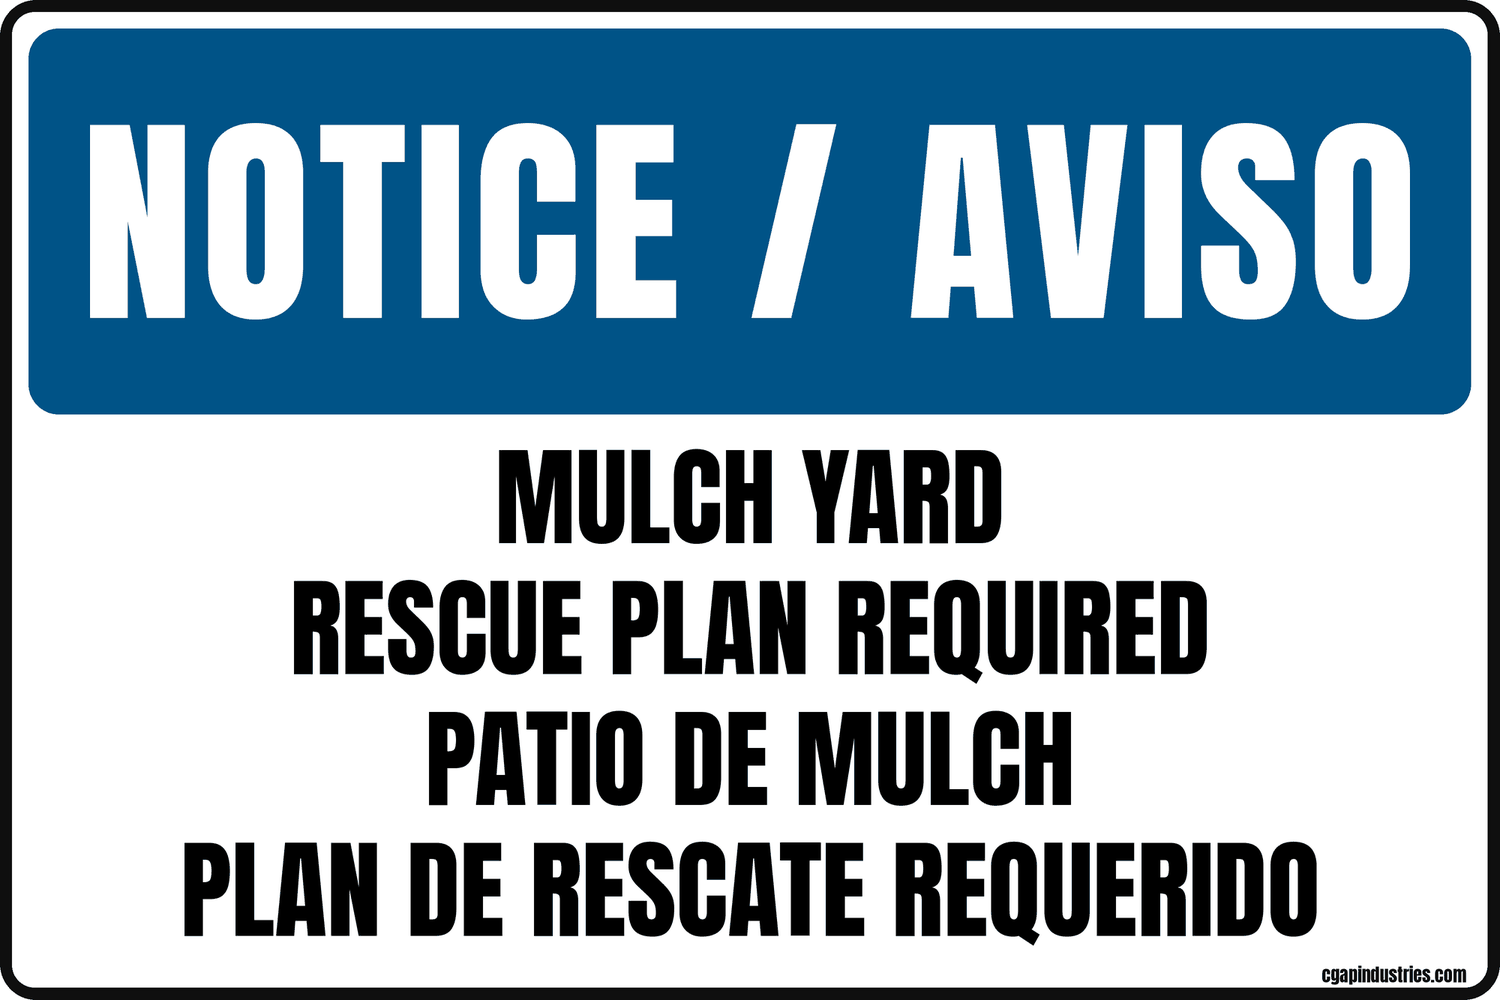 NOTICE / AVISO
MULCH YARD
RESCUE PLAN REQUIRED
PATIO DE MULCH
PLAN DE RESCATE REQUERIDO
cgapindustries.com